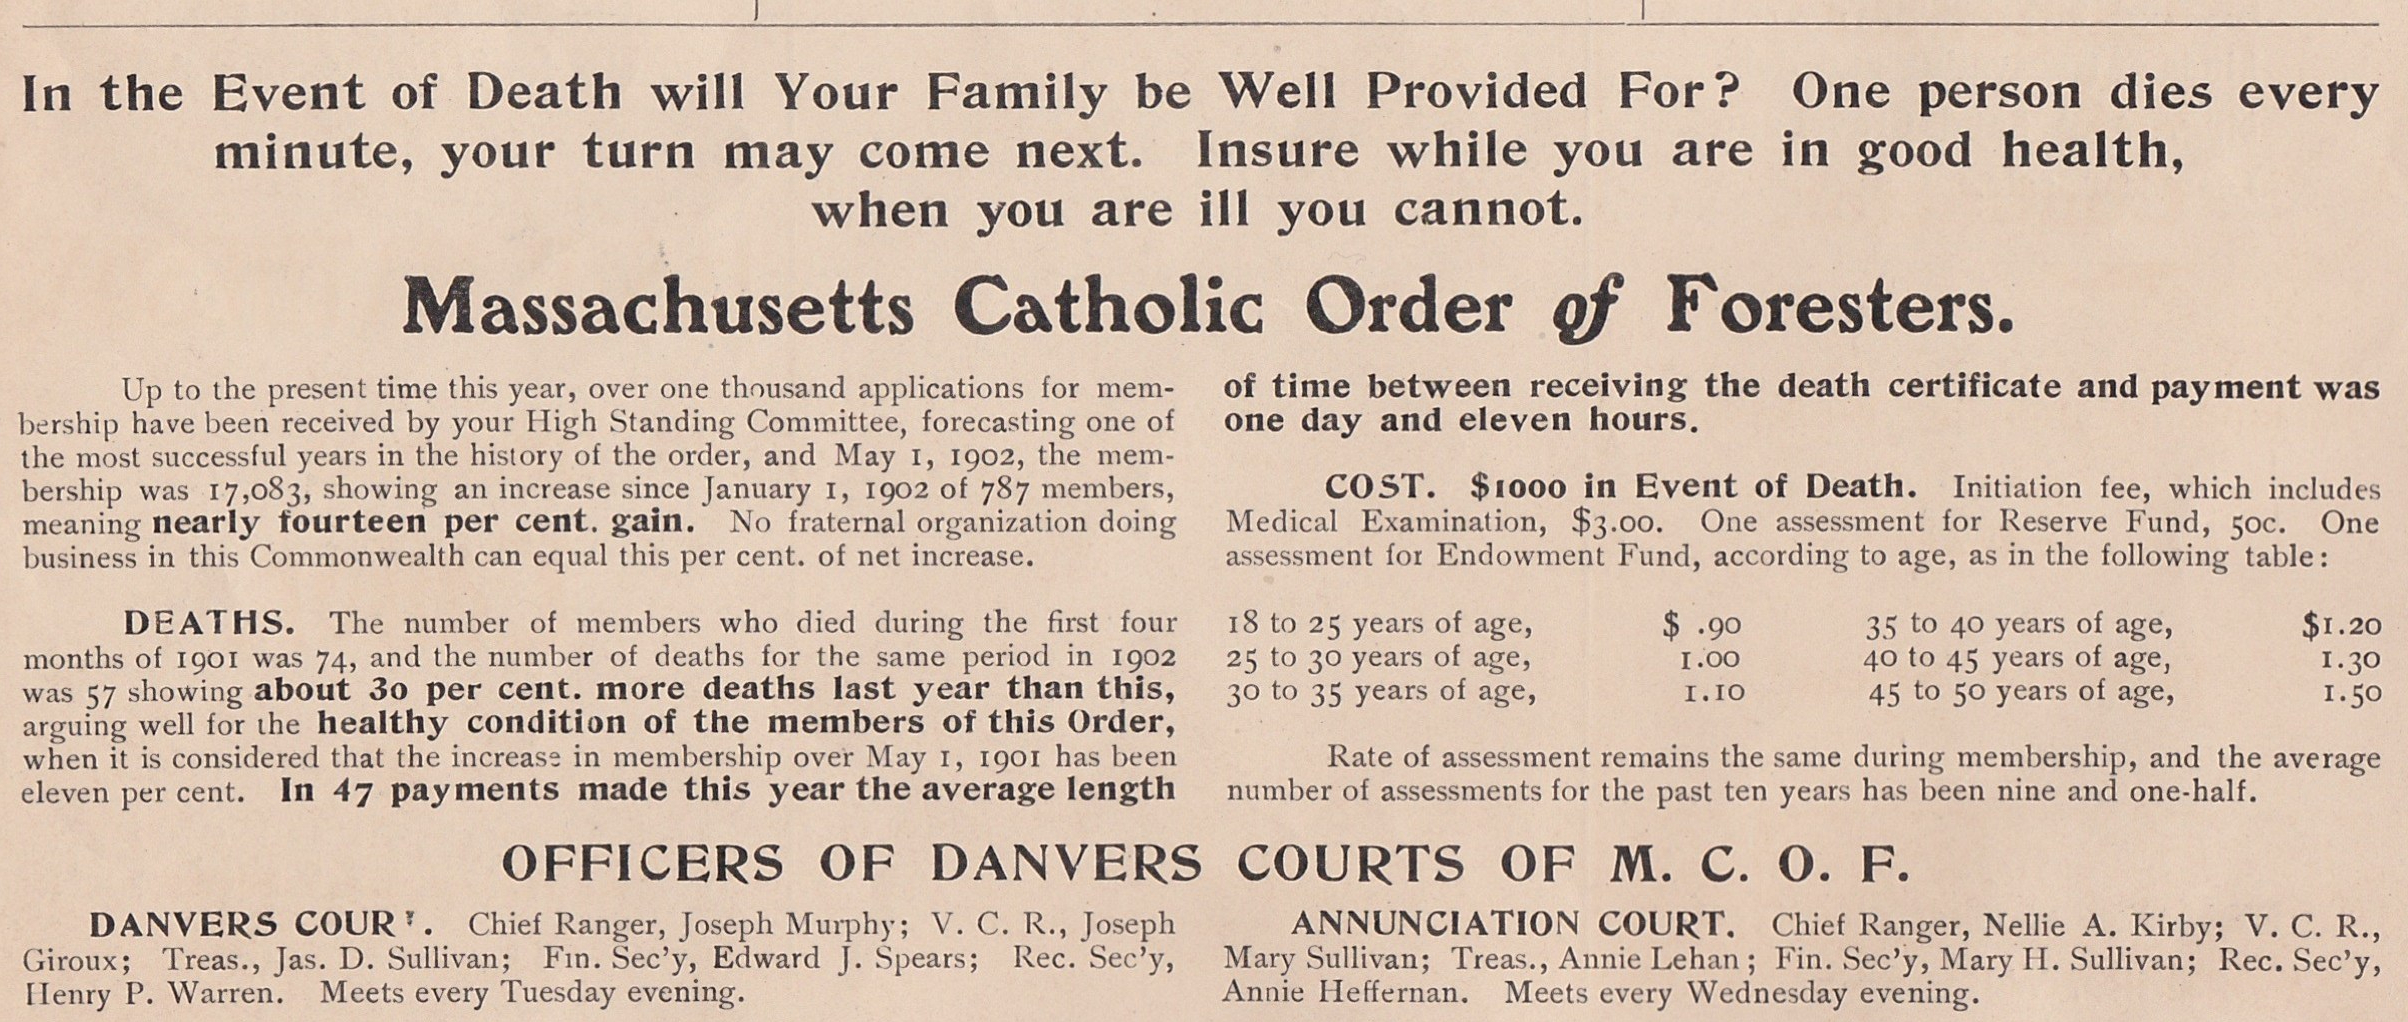 In the Event of Death will Your Family be Well Provided For? One person dies every
minute, your turn may come next. Insure while you are in good health,
when you are ill you cannot.
Massachusetts Catholic Order of Foresters.
Up to the present time this year, over one thousand applications for mem-
bership have been received by your High Standing Committee, forecasting one of
the most successful years in the history of the order, and May 1, 1902, the mem-
bership was 17,083, showing an increase since January 1, 1902 of 787 members,
meaning nearly fourteen per cent. gain. No fraternal organization doing
business in this Commonwealth can equal this per cent. of net increase.
DEATHS. The number of members who died during the first four
months of 1901 was 74, and the number of deaths for the same period in 1902
was 57 showing about 30 per cent. more deaths last year than this,
arguing well for the healthy condition of the members of this Order,
when it is considered that the increase in membership over May 1, 1901 has been
eleven per cent. In 47 payments made this year the average length
of time between receiving the death certificate and payment was
one day and eleven hours.
COST. $1000 in Event of Death. Initiation fee, which includes
Medical Examination, $3.00. One assessment for Reserve Fund, 50c. One
assessment for Endowment Fund, according to age, as in the following table:
18 to 25 years of age, $ .90 35 to 40 years of age, $1.20
25 to 30 years of age, 1.00 40 to 45 years of age, 1.30
30 to 35 years of age, 1.10 45 to 50 years of age, 1.50
Rate of assessment remains the same during membership, and the average
number of assessments for the past ten years has been nine and one-half.
OFFICERS OF DANVERS COURTS OF M. C. O. F.
DANVERS COURT. Chief Ranger, Joseph Murphy; V. C. R., Joseph
Giroux; Treas., Jas. D. Sullivan; Fin. Sec'y, Edward J. Spears; Rec. Sec'y,
Henry P. Warren. Meets every Tuesday evening.
ANNUNCIATION COURT. Chief Ranger, Nellie A. Kirby; V. C. R.,
Mary Sullivan; Treas., Annie Lehan; Fin. Sec'y, Mary H. Sullivan; Rec. Sec'y,
Annie Heffernan. Meets every Wednesday evening.